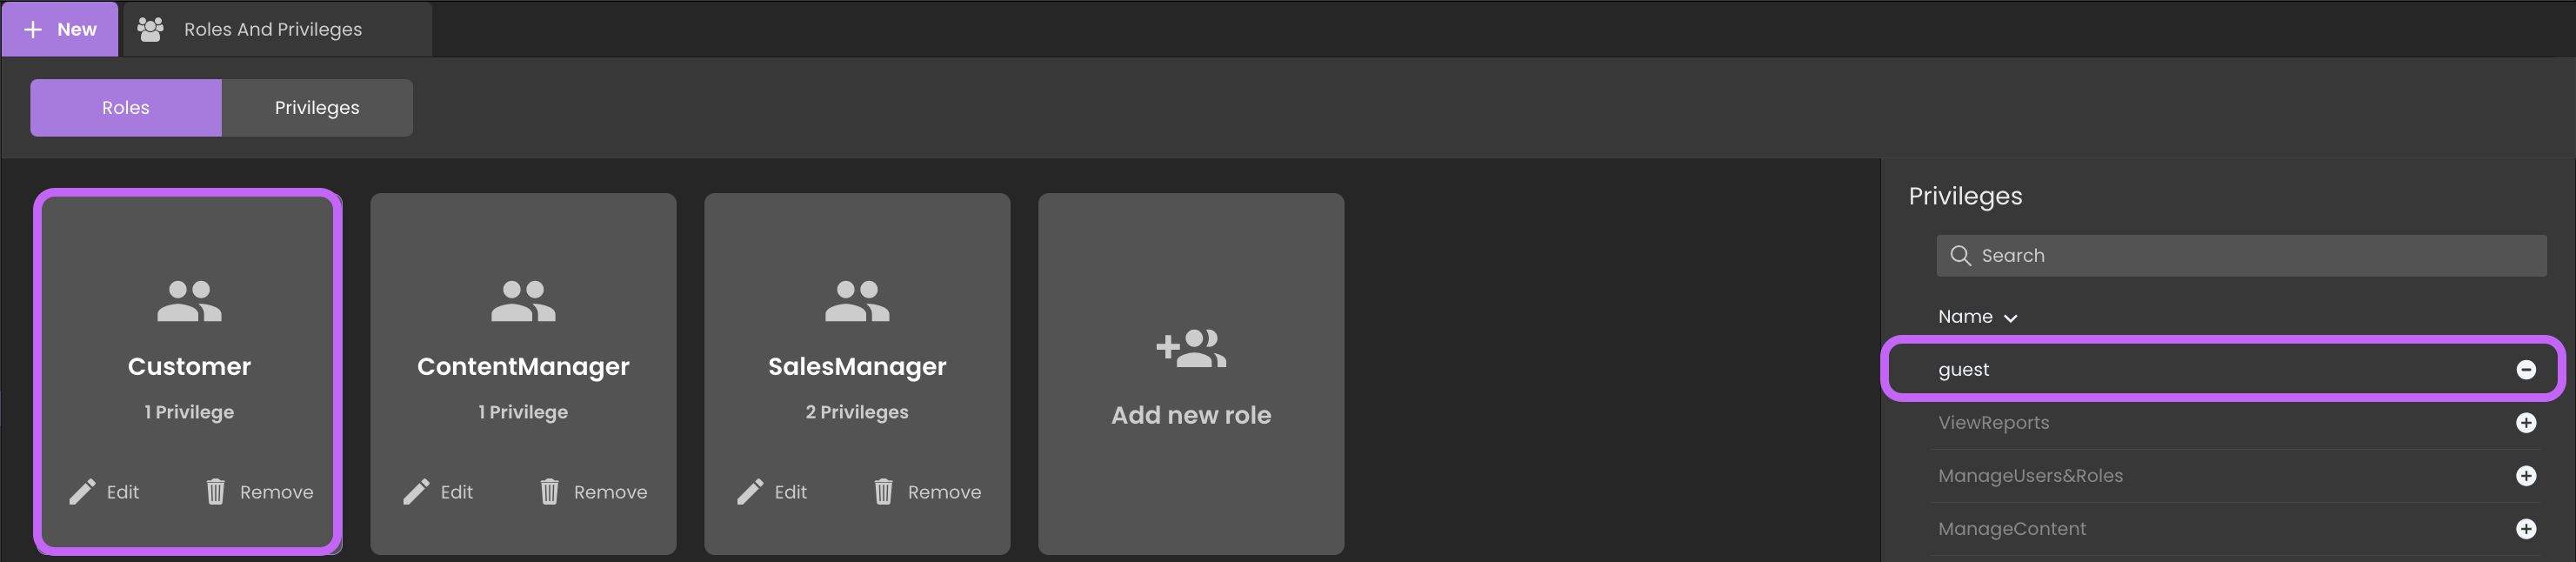 New
Roles And Privileges
Roles
Privileges
Customer
1 Privilege
Edit
Remove
ContentManager
1 Privilege
Edit
Remove
SalesManager
2 Privileges
Edit
Remove
Add new role
Privileges
Search
Name
guest
ViewReports
ManageUsers&Roles
ManageContent